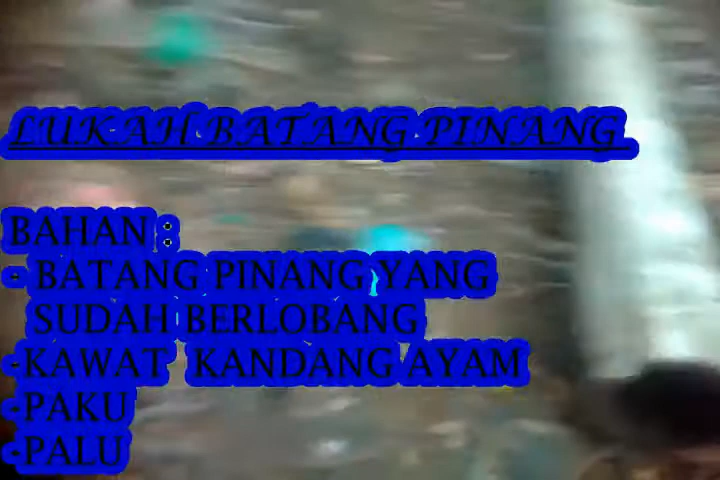 LUKAH BATANG PINANG
BAHAN :
- BATANG PINANG YANG
SUDAH BERLOBANG
-KAWAT KANDANG AYAM
-PAKU
-PALU